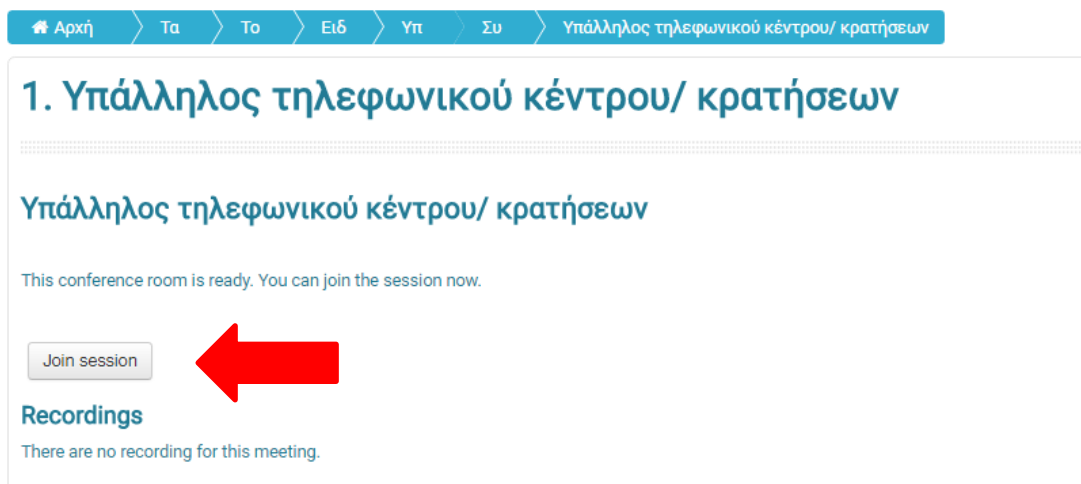 Αρχή Τα Το Ειδ Υπ Συ Υπάλληλος τηλεφωνικού κέντρου/ κρατήσεων
1. Υπάλληλος τηλεφωνικού κέντρου/ κρατήσεων
Υπάλληλος τηλεφωνικού κέντρου/ κρατήσεων
This conference room is ready. You can join the session now.
Join session
Recordings
There are no recording for this meeting.